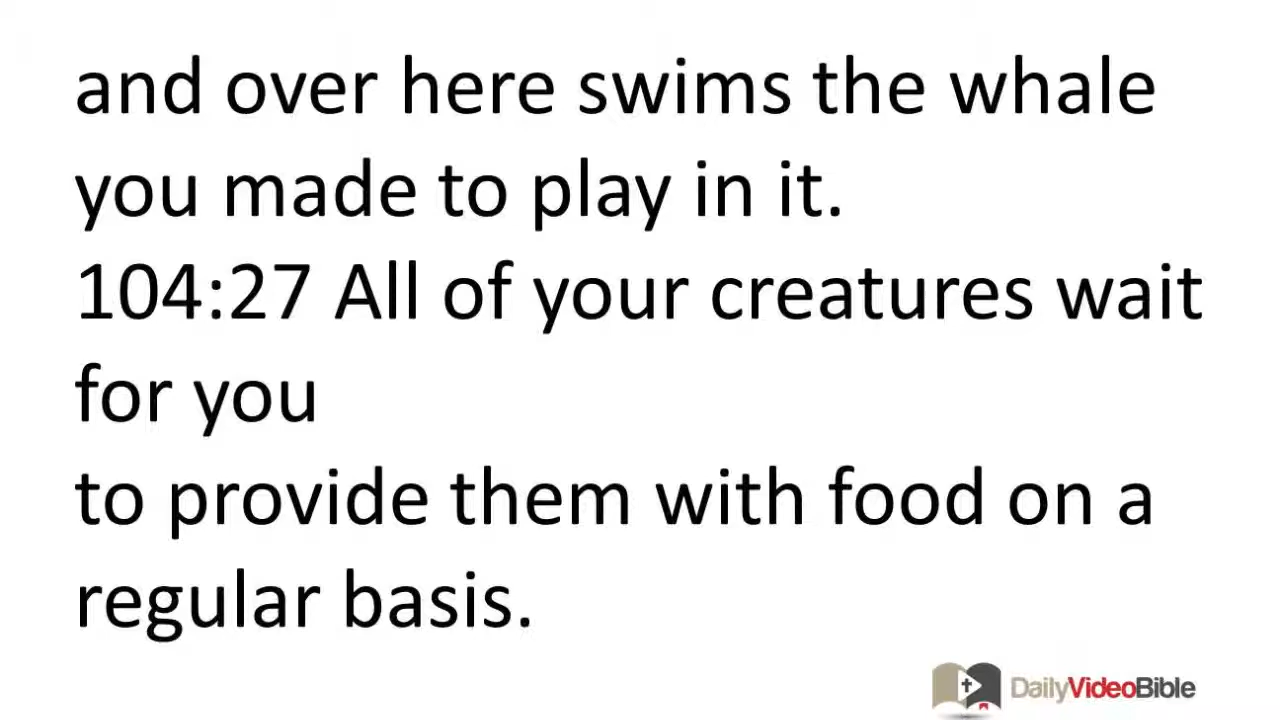 and over here swims the whale
you made to play in it.
104:27 All of your creatures wait
for you
to provide them with food on a
regular basis.
DailyVideoBible